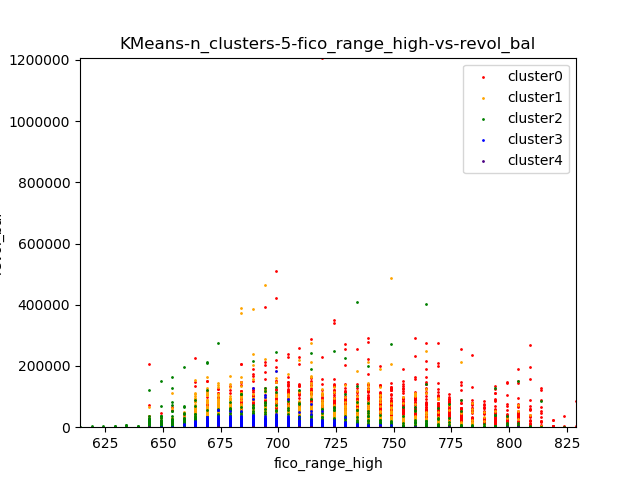 KMeans-n_clusters-5-fico_range_high-vs-revol_bal
1200000
1000000
800000
600000
400000
200000
0
cluster0
cluster1
cluster2
cluster3
cluster4
625 650 675 700 725 750 775 800 825
fico_range_high